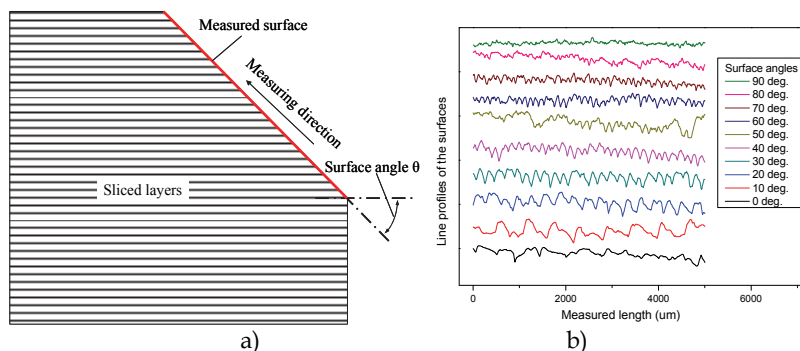 Measured surface
Measuring direction
Surface angle θ
Sliced layers
a)
Line profiles of the surfaces
Surface angles
90 deg.
80 deg.
70 deg.
60 deg.
50 deg.
40 deg.
30 deg.
20 deg.
10 deg.
0 deg.
0 2000 4000 6000
Measured length (um)
b)